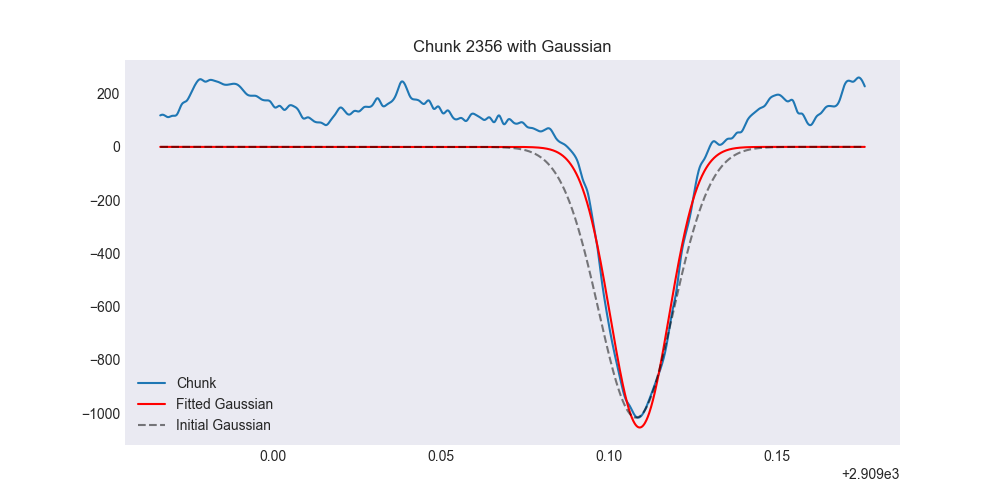 Chunk 2356 with Gaussian
200
0
−200
−400
−600
−800
−1000
Chunk
Fitted Gaussian
Initial Gaussian
0.00 0.05 0.10 0.15
+2.909e3